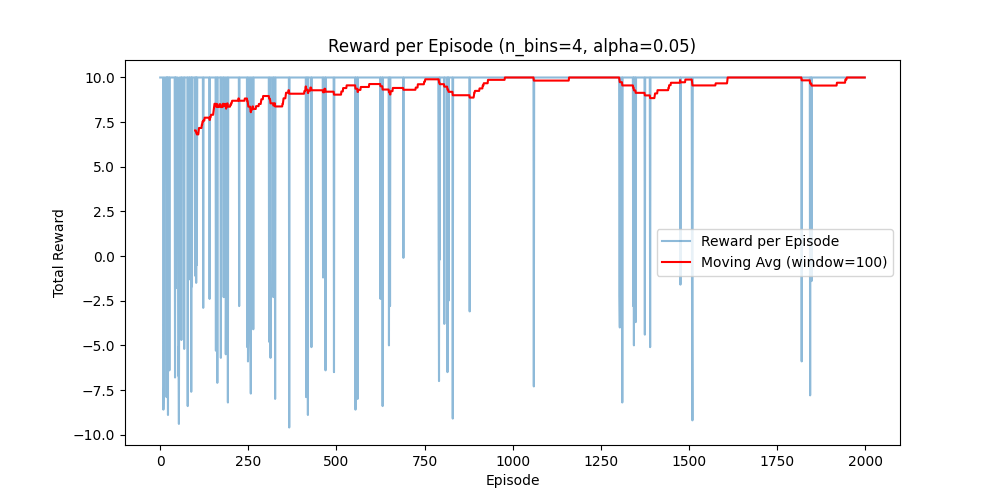 Reward per Episode (n_bins=4, alpha=0.05)
Total Reward
10.0
7.5
5.0
2.5
0.0
−2.5
−5.0
−7.5
−10.0
Reward per Episode
Moving Avg (window=100)
0 250 500 750 1000 1250 1500 1750 2000
Episode